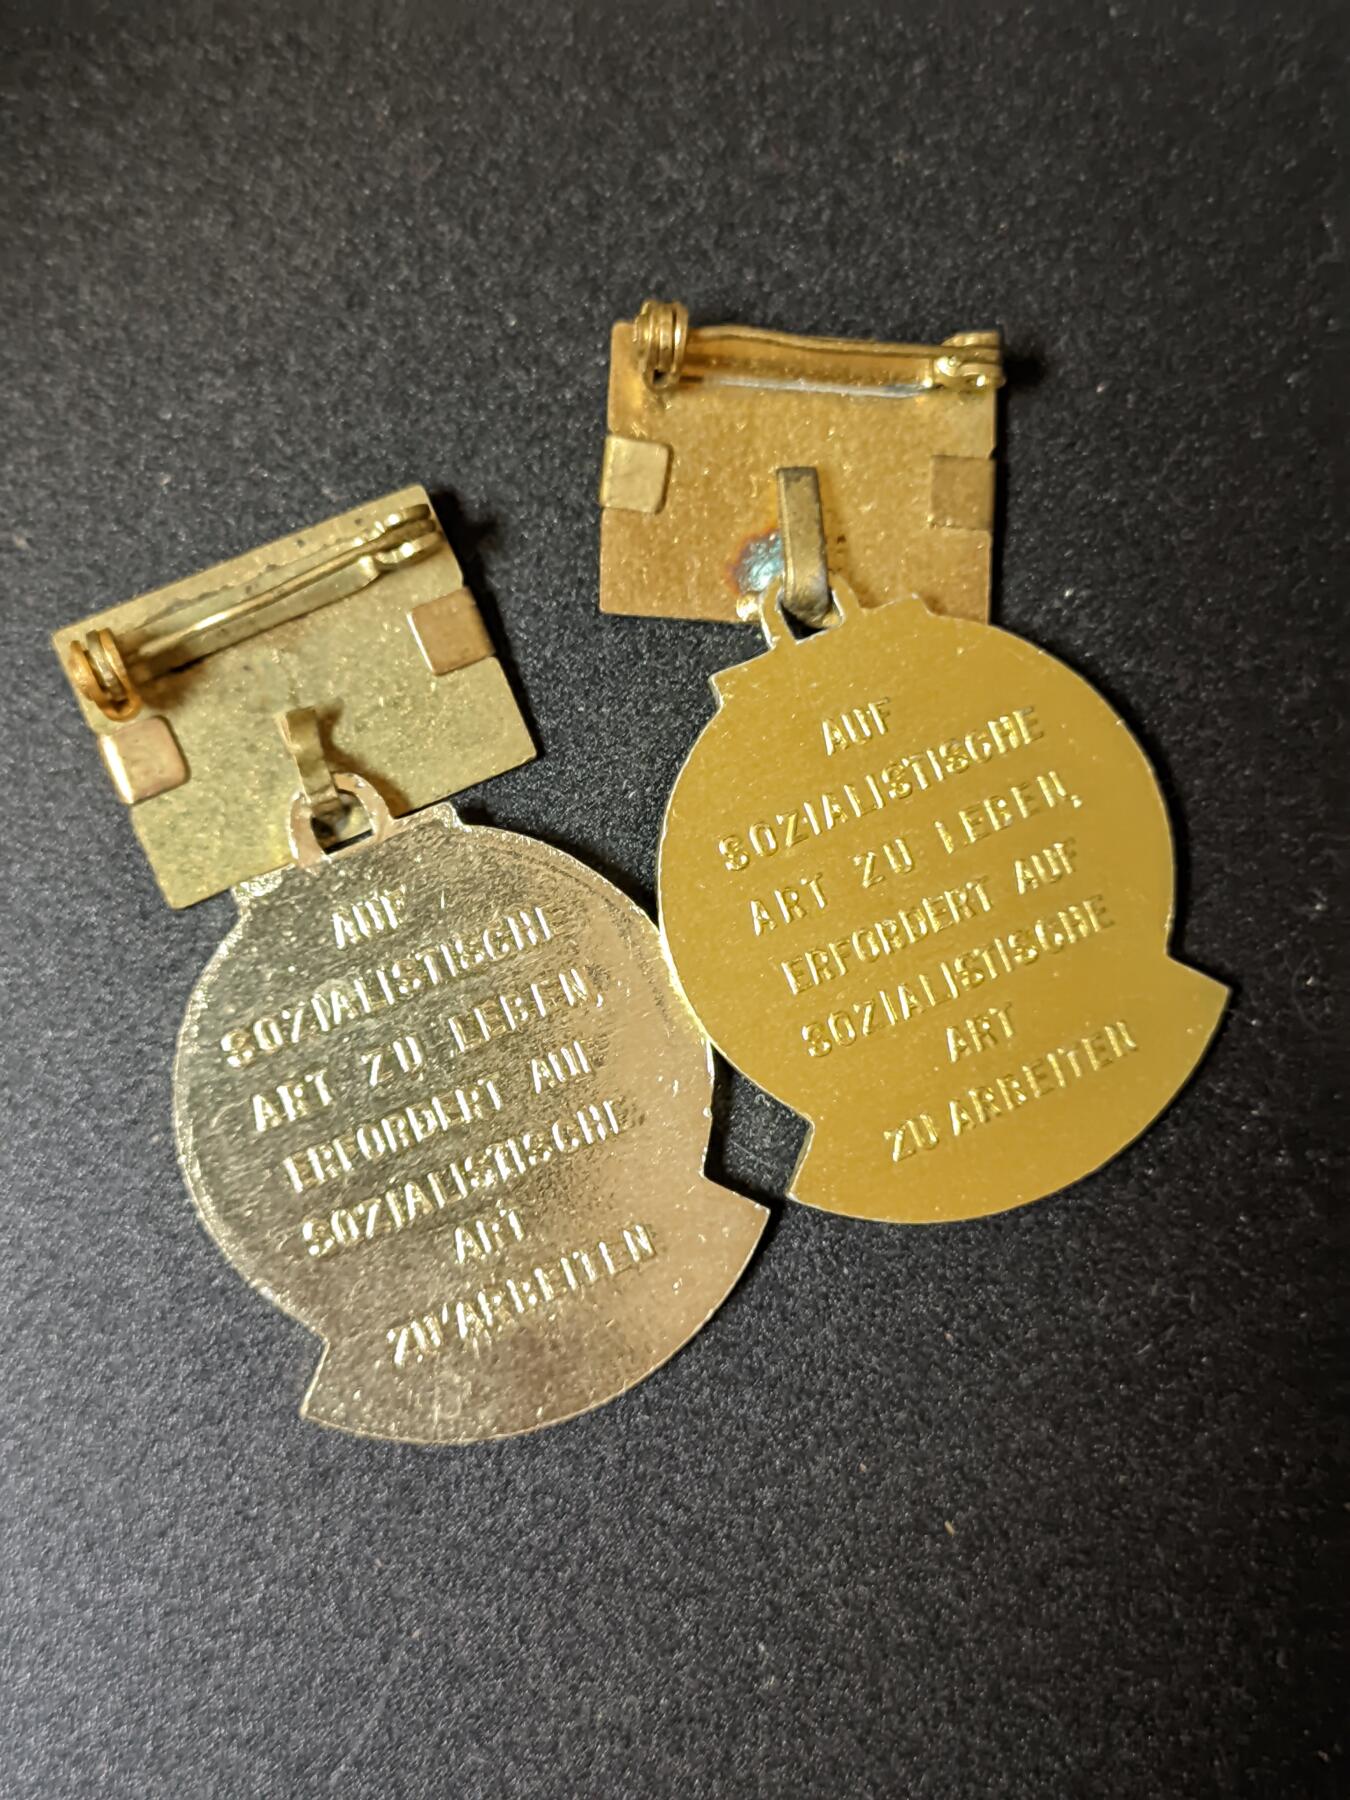 AUF
SOZIALISTISCHE
ART ZU LEBEN,
ERFORDERT AUF
SOZIALISTISCHE
ART
ZU ARBEITEN
AUF
SOZIALISTISCHE
ART ZU LEBEN,
ERFORDERT AUF
SOZIALISTISCHE
ART
ZU ARBEITEN